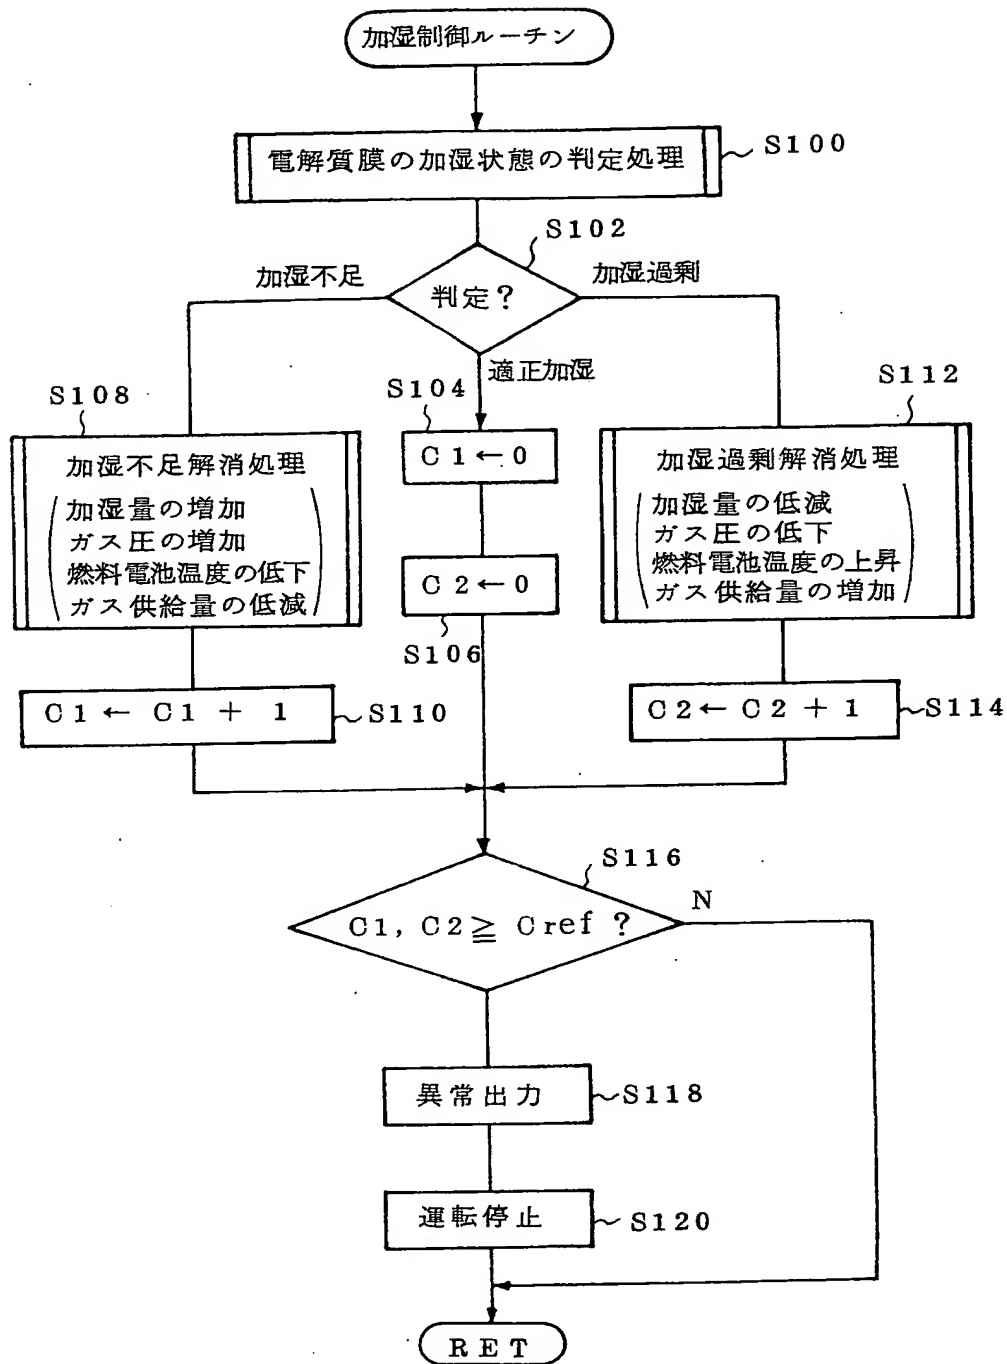 加湿制御ルーチン
電解質膜の加湿状態の判定処理
S100
S102
加湿不足
判定?
加湿過剰
適正加湿
S108
加湿不足解消処理
加湿量の増加
ガス圧の増加
燃料電池温度の低下
ガス供給量の低減
S104
C1←0
C2←0
S106
S112
加湿過剰解消処理
加湿量の低減
ガス圧の低下
燃料電池温度の上昇
ガス供給量の増加
C1 ← C1 + 1
S110
C2← C2 + 1
S114
S116
C1, C2 ≧ Cref ?
N
異常出力
S118
運転停止
S120
RET